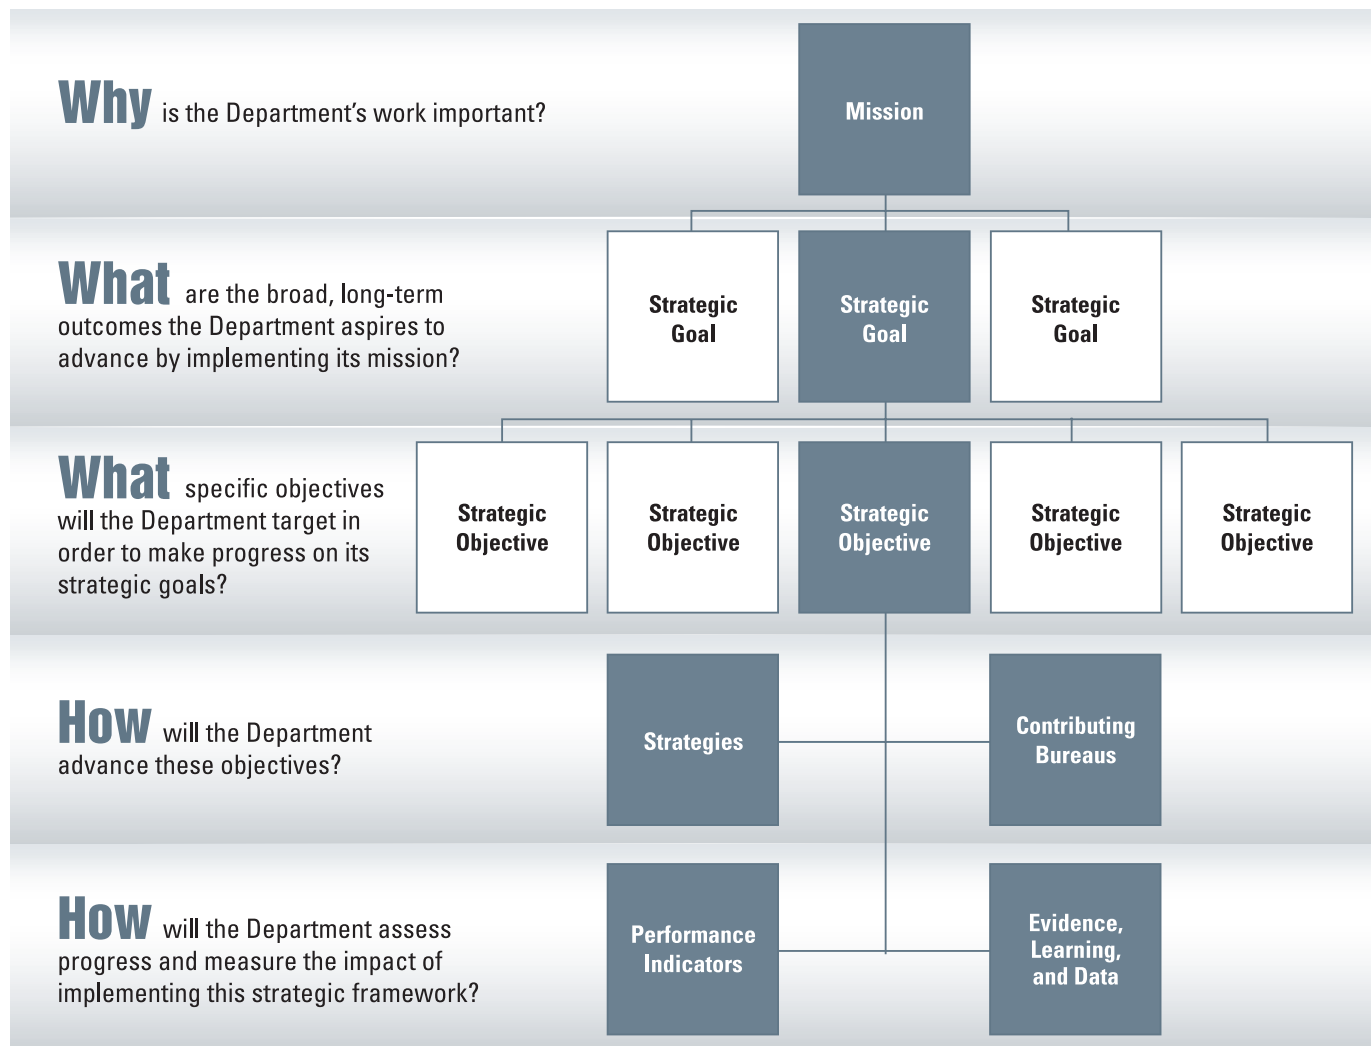 Why is the Department's work important?
Mission
What are the broad, long-term
outcomes the Department aspires to
advance by implementing its mission?
Strategic
Goal
Strategic
Goal
Strategic
Goal
What specific objectives
will the Department target in
order to make progress on its
strategic goals?
Strategic
Objective
Strategic
Objective
Strategic
Objective
Strategic
Objective
Strategic
Objective
How will the Department
advance these objectives?
Strategies
Contributing
Bureaus
How will the Department assess
progress and measure the impact of
implementing this strategic framework?
Performance
Indicators
Evidence,
Learning,
and Data